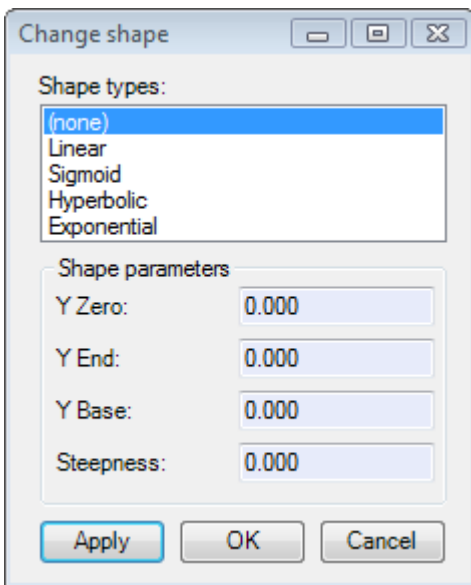 Change shape
Shape types:
(none)
Linear
Sigmoid
Hyperbolic
Exponential
Shape parameters
Y Zero: 0.000
Y End: 0.000
Y Base: 0.000
Steepness: 0.000
Apply OK Cancel